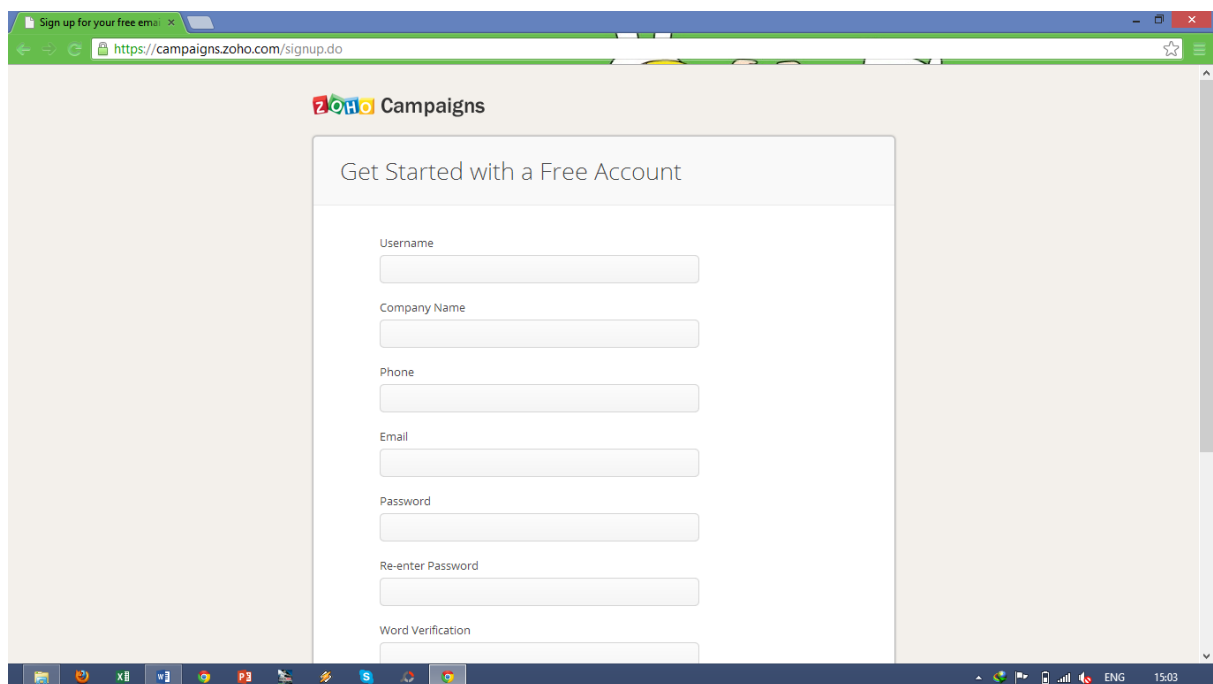 Sign up for your free emai
https://campaigns.zoho.com/signup.do
ZOHO Campaigns
Get Started with a Free Account
Username
Company Name
Phone
Email
Password
Re-enter Password
Word Verification
ENG 15:03